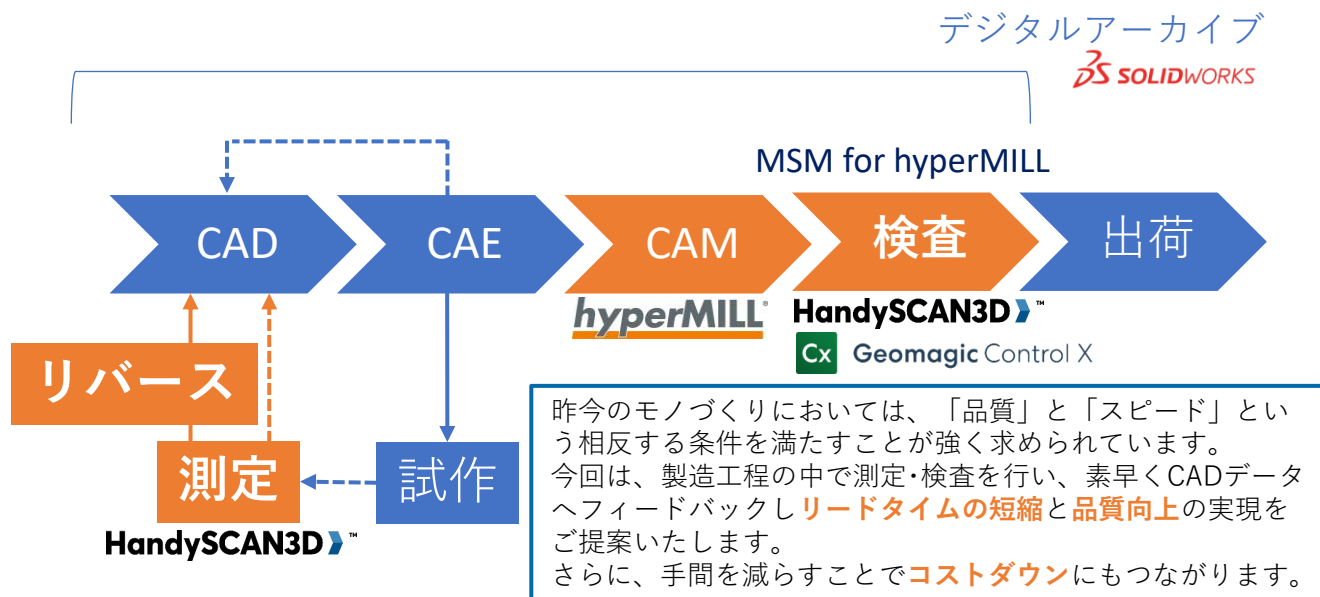 デジタルアーカイブ
3S SOLIDWORKS
MSM for hyperMILL
CAD
CAE
CAM
検査
出荷
hyperMILL®
HandySCAN3D™
Cx Geomagic Control X
リバース
測定
試作
HandySCAN3D™
昨今のモノづくりにおいては、「品質」と「スピード」とい
う相反する条件を満たすことが強く求められています。
今回は、製造工程の中で測定･検査を行い、素早くCADデータ
へフィードバックしリードタイムの短縮と品質向上の実現を
ご提案いたします。
さらに、手間を減らすことでコストダウンにもつながります。